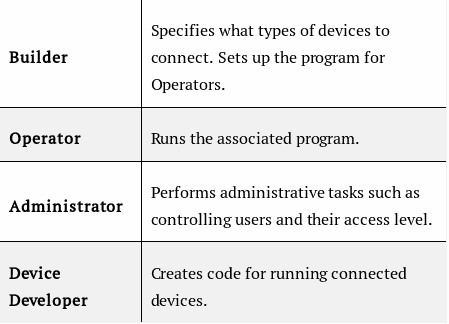 Builder
Specifies what types of devices to
connect. Sets up the program for
Operators.
Operator
Runs the associated program.
Administrator
Performs administrative tasks such as
controlling users and their access level.
Device
Developer
Creates code for running connected
devices.